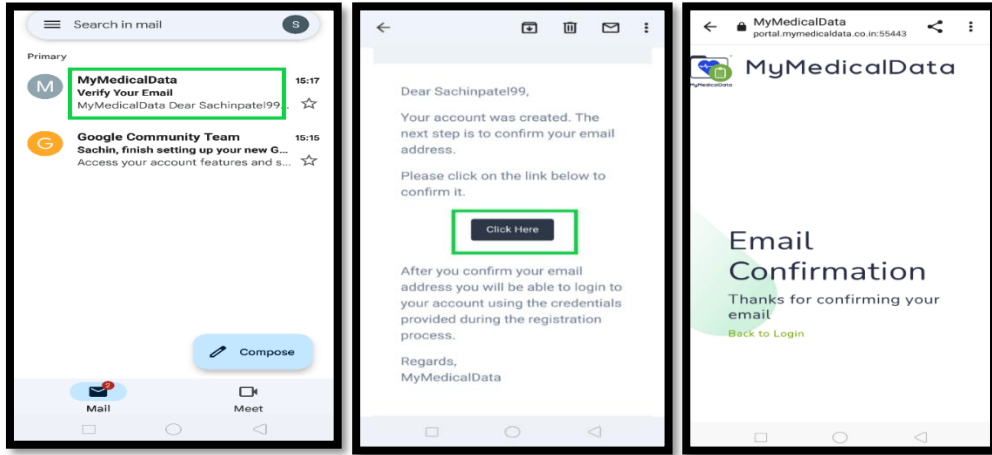 Search in mail
S
Primary
M
MyMedicalData 15:17
Verify Your Email
MyMedicalData Dear Sachinpatel99...
G
Google Community Team 15:15
Sachin, finish setting up your new G...
Access your account features and s...
Compose
2
Mail Meet
Dear Sachinpatel99,
Your account was created. The
next step is to confirm your email
address.
Please click on the link below to
confirm it.
Click Here
After you confirm your email
address you will be able to login to
your account using the credentials
provided during the registration
process.
Regards,
MyMedicalData
MyMedicalData
portal.mymedicaldata.co.in:55443
MyMedicalData
MyMedicalData
Email
Confirmation
Thanks for confirming your
email
Back to Login